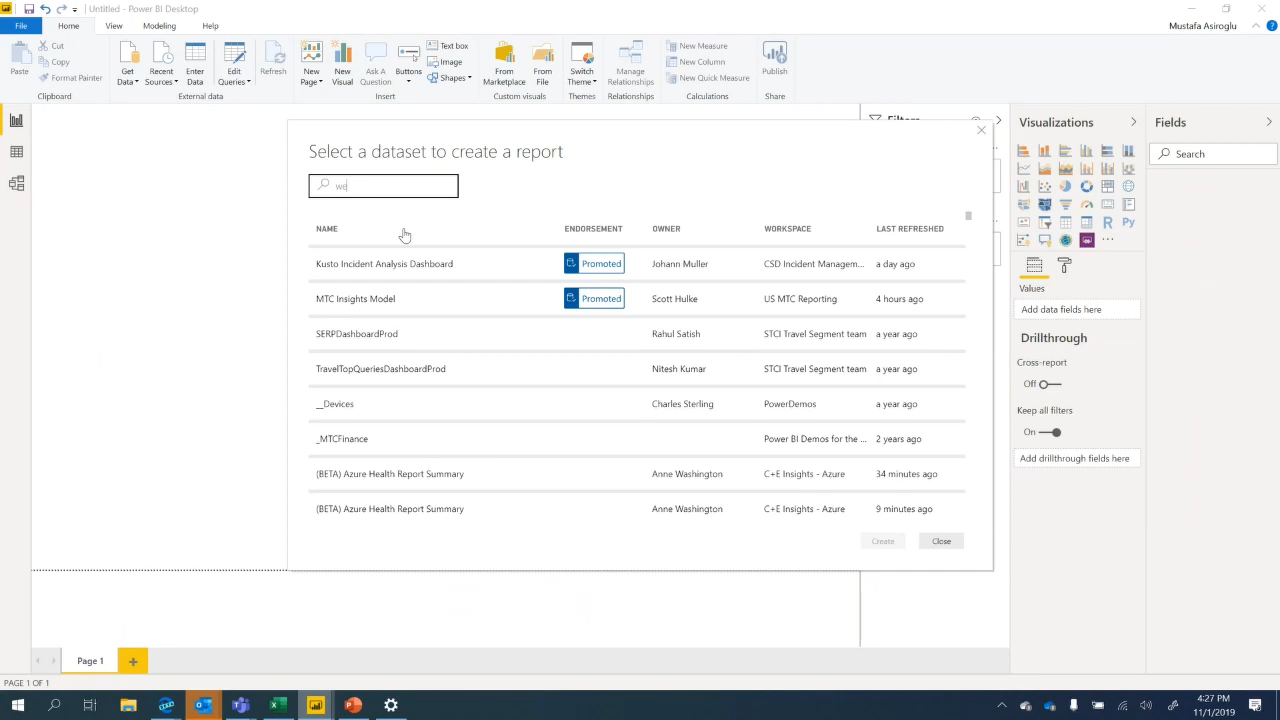 Untitled - Power BI Desktop
File
Home
View
Modeling
Help
Mustafa Asiroglu
Paste
Cut
Copy
Format Painter
Clipboard
Get Data
Recent Sources
Enter Data
Edit Queries
Refresh
External data
New Page
New Visual
Ask A Question
Buttons
Text box
Image
Shapes
Insert
From Marketplace
From File
Custom visuals
Switch Theme
Themes
Manage Relationships
Relationships
New Measure
New Column
New Quick Measure
Calculations
Publish
Share
Filters
Select a dataset to create a report
we
NAME ENDORSEMENT OWNER WORKSPACE LAST REFRESHED
Kusto Incident Analysis Dashboard Promoted Johann Muller CSD Incident Managem... a day ago
MTC Insights Model Promoted Scott Hulke US MTC Reporting 4 hours ago
SERPDashboardProd Rahul Satish STCI Travel Segment team a year ago
TravelTopQueriesDashboardProd Nitesh Kumar STCI Travel Segment team a year ago
__Devices Charles Sterling PowerDemos a year ago
_MTCFinance Power BI Demos for the ... 2 years ago
(BETA) Azure Health Report Summary Anne Washington C+E Insights - Azure 34 minutes ago
(BETA) Azure Health Report Summary Anne Washington C+E Insights - Azure 9 minutes ago
Create
Close
Visualizations
R
Py
Values
Add data fields here
Drillthrough
Cross-report
Off
Keep all filters
On
Add drillthrough fields here
Fields
Search
Page 1
PAGE 1 OF 1
4:27 PM
11/1/2019